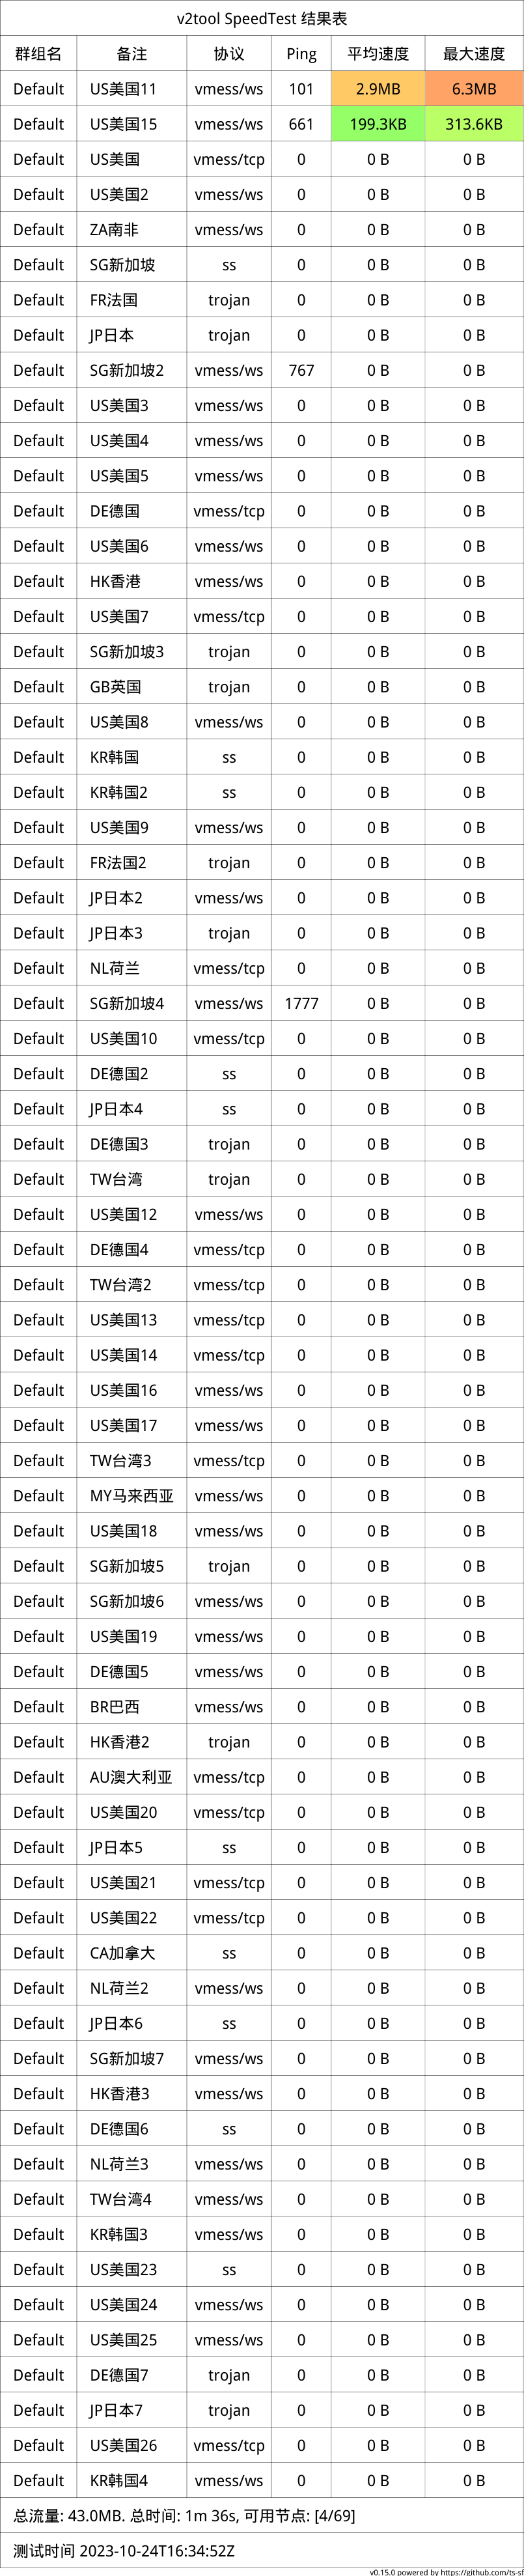 v2tool SpeedTest 结果表
群组名 备注 协议 Ping 平均速度 最大速度
Default US美国11 vmess/ws 101 2.9MB 6.3MB
Default US美国15 vmess/ws 661 199.3KB 313.6KB
Default US美国 vmess/tcp 0 0 B 0 B
Default US美国2 vmess/ws 0 0 B 0 B
Default ZA南非 vmess/ws 0 0 B 0 B
Default SG新加坡 ss 0 0 B 0 B
Default FR法国 trojan 0 0 B 0 B
Default JP日本 trojan 0 0 B 0 B
Default SG新加坡2 vmess/ws 767 0 B 0 B
Default US美国3 vmess/ws 0 0 B 0 B
Default US美国4 vmess/ws 0 0 B 0 B
Default US美国5 vmess/ws 0 0 B 0 B
Default DE德国 vmess/tcp 0 0 B 0 B
Default US美国6 vmess/ws 0 0 B 0 B
Default HK香港 vmess/ws 0 0 B 0 B
Default US美国7 vmess/tcp 0 0 B 0 B
Default SG新加坡3 trojan 0 0 B 0 B
Default GB英国 trojan 0 0 B 0 B
Default US美国8 vmess/ws 0 0 B 0 B
Default KR韩国 ss 0 0 B 0 B
Default KR韩国2 ss 0 0 B 0 B
Default US美国9 vmess/ws 0 0 B 0 B
Default FR法国2 trojan 0 0 B 0 B
Default JP日本2 vmess/ws 0 0 B 0 B
Default JP日本3 trojan 0 0 B 0 B
Default NL荷兰 vmess/tcp 0 0 B 0 B
Default SG新加坡4 vmess/ws 1777 0 B 0 B
Default US美国10 vmess/tcp 0 0 B 0 B
Default DE德国2 ss 0 0 B 0 B
Default JP日本4 ss 0 0 B 0 B
Default DE德国3 trojan 0 0 B 0 B
Default TW台湾 trojan 0 0 B 0 B
Default US美国12 vmess/ws 0 0 B 0 B
Default DE德国4 vmess/tcp 0 0 B 0 B
Default TW台湾2 vmess/tcp 0 0 B 0 B
Default US美国13 vmess/tcp 0 0 B 0 B
Default US美国14 vmess/tcp 0 0 B 0 B
Default US美国16 vmess/ws 0 0 B 0 B
Default US美国17 vmess/ws 0 0 B 0 B
Default TW台湾3 vmess/tcp 0 0 B 0 B
Default MY马来西亚 vmess/ws 0 0 B 0 B
Default US美国18 vmess/ws 0 0 B 0 B
Default SG新加坡5 trojan 0 0 B 0 B
Default SG新加坡6 vmess/ws 0 0 B 0 B
Default US美国19 vmess/ws 0 0 B 0 B
Default DE德国5 vmess/ws 0 0 B 0 B
Default BR巴西 vmess/ws 0 0 B 0 B
Default HK香港2 trojan 0 0 B 0 B
Default AU澳大利亚 vmess/tcp 0 0 B 0 B
Default US美国20 vmess/tcp 0 0 B 0 B
Default JP日本5 ss 0 0 B 0 B
Default US美国21 vmess/tcp 0 0 B 0 B
Default US美国22 vmess/tcp 0 0 B 0 B
Default CA加拿大 ss 0 0 B 0 B
Default NL荷兰2 vmess/ws 0 0 B 0 B
Default JP日本6 ss 0 0 B 0 B
Default SG新加坡7 vmess/ws 0 0 B 0 B
Default HK香港3 vmess/ws 0 0 B 0 B
Default DE德国6 ss 0 0 B 0 B
Default NL荷兰3 vmess/ws 0 0 B 0 B
Default TW台湾4 vmess/ws 0 0 B 0 B
Default KR韩国3 vmess/ws 0 0 B 0 B
Default US美国23 ss 0 0 B 0 B
Default US美国24 vmess/ws 0 0 B 0 B
Default US美国25 vmess/ws 0 0 B 0 B
Default DE德国7 trojan 0 0 B 0 B
Default JP日本7 trojan 0 0 B 0 B
Default US美国26 vmess/tcp 0 0 B 0 B
Default KR韩国4 vmess/ws 0 0 B 0 B
总流量: 43.0MB. 总时间: 1m 36s, 可用节点: [4/69]
测试时间 2023-10-24T16:34:52Z
v0.15.0 powered by https://github.com/ts-sf